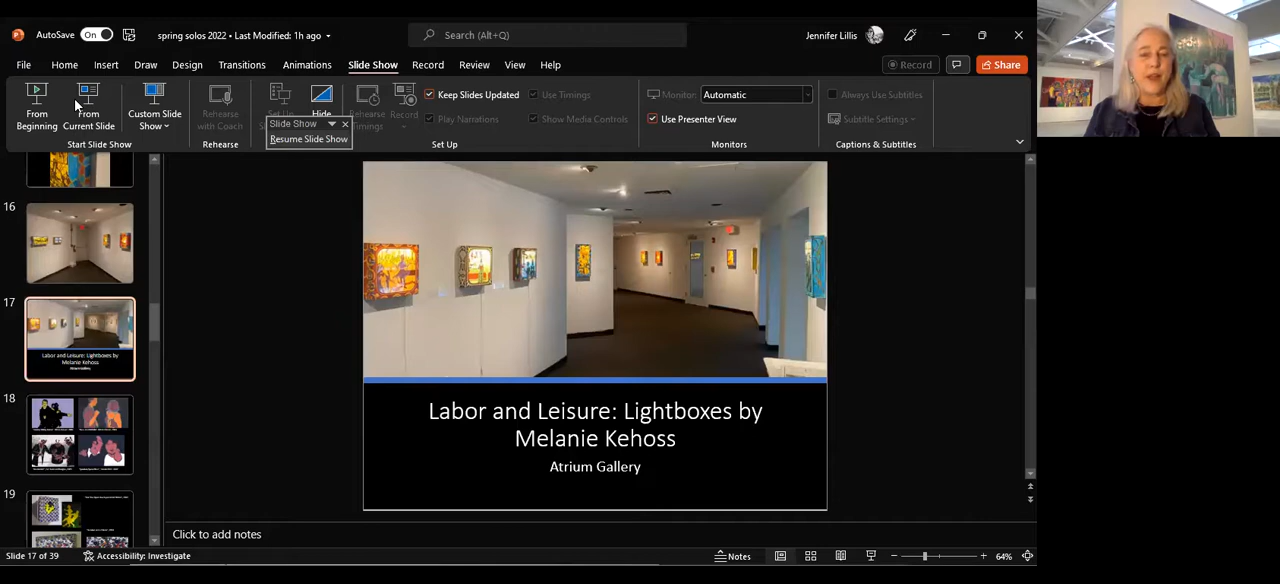 AutoSave On spring solos 2022 • Last Modified: 1h ago Search (Alt+Q) Jennifer Lillis
File Home Insert Draw Design Transitions Animations Slide Show Record Review View Help Record Share
From Beginning
From Current Slide
Custom Slide Show
Rehearse with Coach
Hide
Rehearse Timings
Record
Keep Slides Updated
Play Narrations
Use Timings
Show Media Controls
Monitor: Automatic
Use Presenter View
Always Use Subtitles
Subtitle Settings
Slide Show
Resume Slide Show
Start Slide Show Rehearse Set Up Monitors Captions & Subtitles
16
17
Labor and Leisure: Lightboxes by
Melanie Kehoss
18
19
Labor and Leisure: Lightboxes by
Melanie Kehoss
Atrium Gallery
Click to add notes
Slide 17 of 39 Accessibility: Investigate Notes 64%